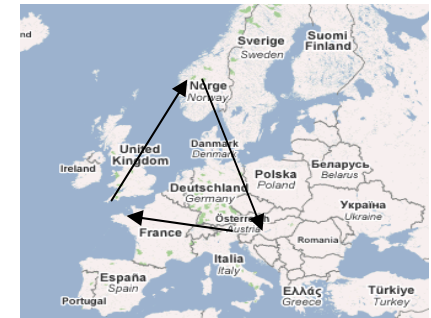 nd
Sverige
Sweden
Suomi
Finland
Norge
Norway
Danmark
Denmark
United
Kingdom
Ireland
Беларусь
Belarus
Polska
Poland
Deutschland
Germany
Україна
Ukraine
Österreich
Austria
France
Romania
Italia
Italy
España
Spain
Portugal
Ελλάς
Greece
Türkiye
Turkey